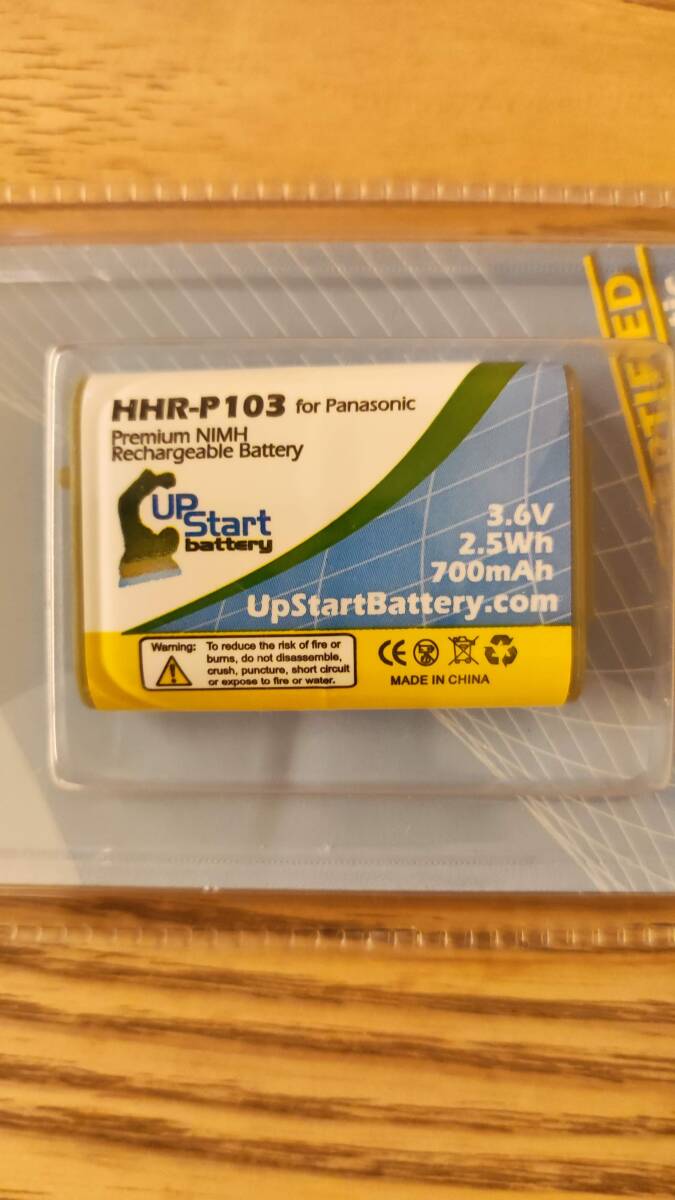 HHR-P103 for Panasonic
Premium NIMH
Rechargeable Battery
UP
Start
battery
3.6V
2.5Wh
700mAh
UpStartBattery.com
Warning: To reduce the risk of fire or
burns, do not disassemble,
crush, puncture, short circuit
or expose to fire or water.
CE
MADE IN CHINA